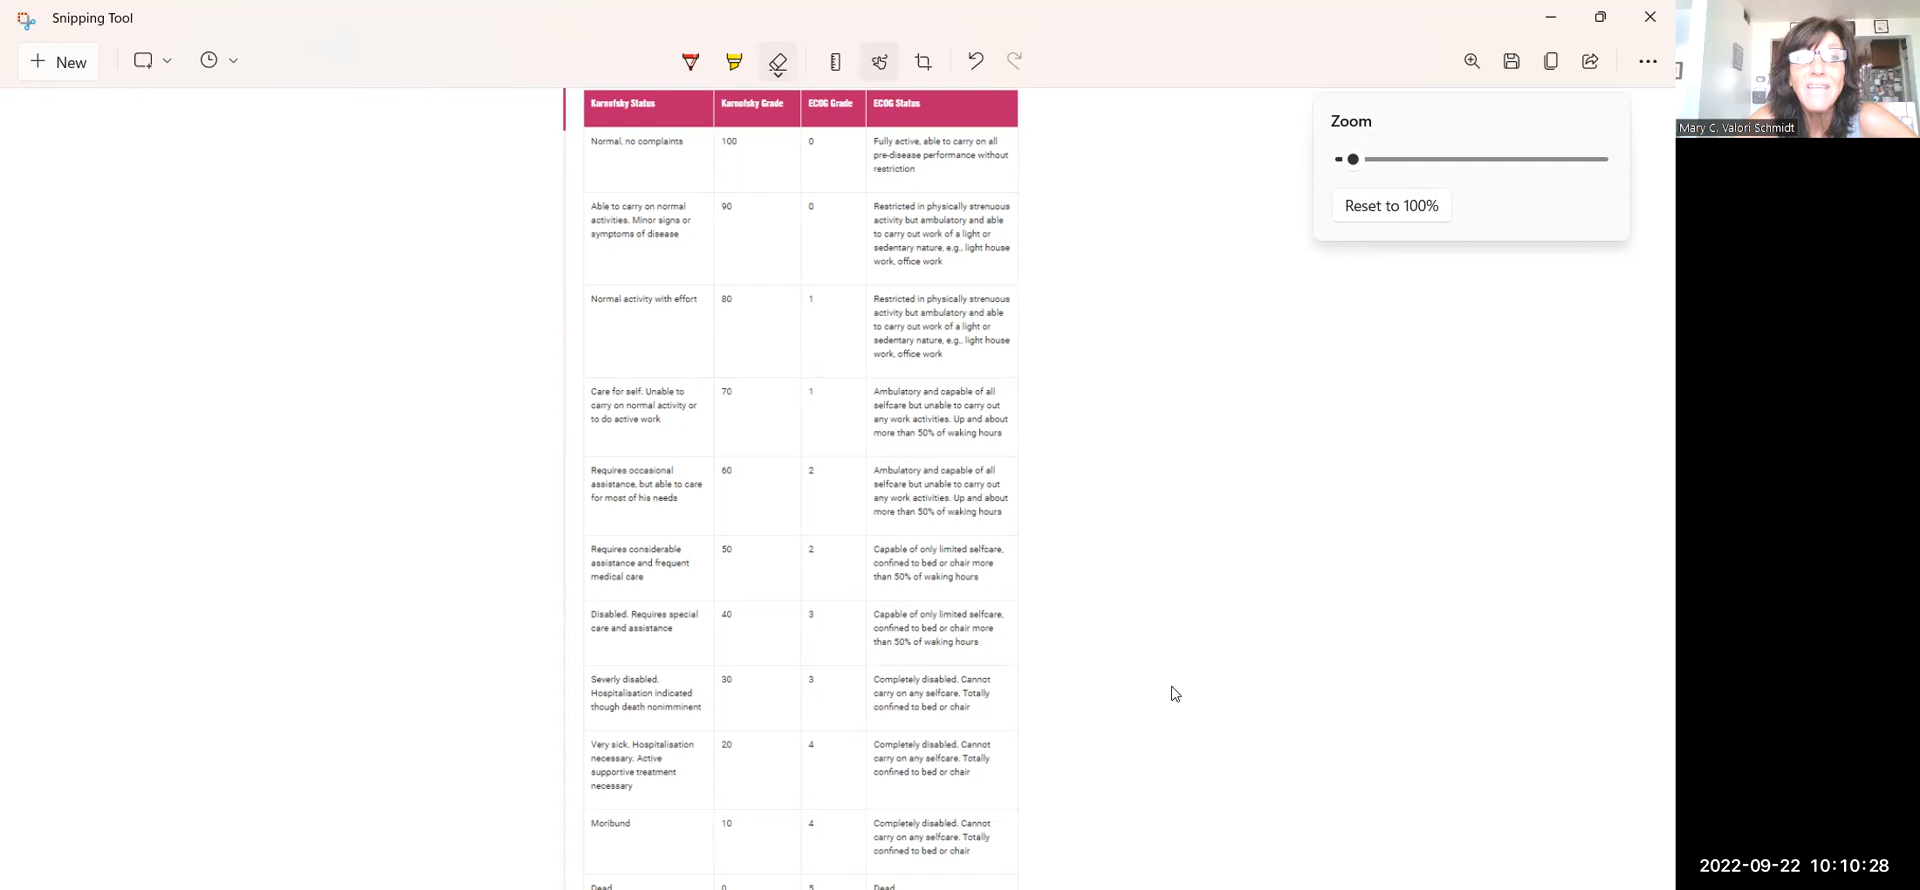 Snipping Tool
New
Zoom
Reset to 100%
Mary C. Valori Schmidt
Karnofsky Status Karnofsky Grade ECOG Grade ECOG Status
Normal, no complaints 100 0 Fully active, able to carry on all
pre-disease performance without
restriction
Able to carry on normal 90 0 Restricted in physically strenuous
activities. Minor signs or activity but ambulatory and able
symptoms of disease to carry out work of a light or
sedentary nature, e.g., light house
work, office work
Normal activity with effort 80 1 Restricted in physically strenuous
activity but ambulatory and able
to carry out work of a light or
sedentary nature, e.g., light house
work, office work
Care for self. Unable to 70 1 Ambulatory and capable of all
carry on normal activity or selfcare but unable to carry out
to do active work any work activities. Up and about
more than 50% of waking hours
Requires occasional 60 2 Ambulatory and capable of all
assistance, but able to care selfcare but unable to carry out
for most of his needs any work activities. Up and about
more than 50% of waking hours
Requires considerable 50 2 Capable of only limited selfcare,
assistance and frequent confined to bed or chair more
medical care than 50% of waking hours
Disabled. Requires special 40 3 Capable of only limited selfcare,
care and assistance confined to bed or chair more
than 50% of waking hours
Severly disabled. 30 3 Completely disabled. Cannot
Hospitalisation indicated carry on any selfcare. Totally
though death nonimminent confined to bed or chair
Very sick. Hospitalisation 20 4 Completely disabled. Cannot
necessary. Active carry on any selfcare. Totally
supportive treatment confined to bed or chair
necessary
Moribund 10 4 Completely disabled. Cannot
carry on any selfcare. Totally
confined to bed or chair
Dead 0 5 Dead
2022-09-22 10:10:28